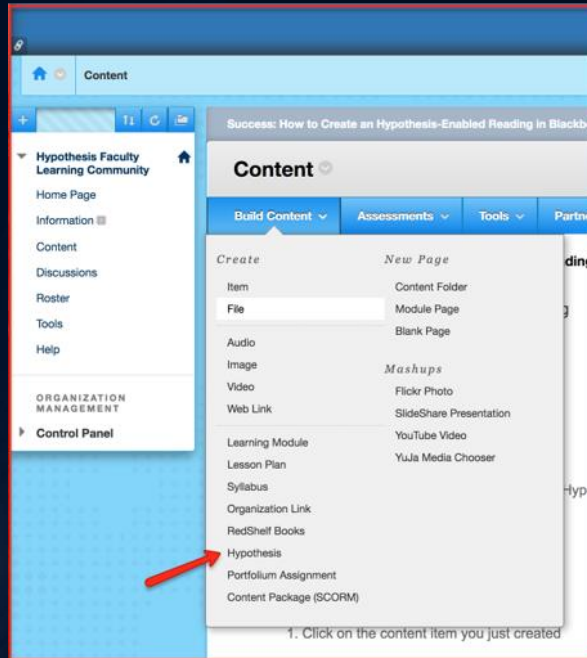 Content
Success: How to Create an Hypothesis-Enabled Reading in
Hypothesis Faculty
Learning Community
Home Page
Information
Content
Discussions
Roster
Tools
Help
ORGANIZATION
MANAGEMENT
Control Panel
Content
Build Content
Assessments
Tools
Create
Item
File
Audio
Image
Video
Web Link
Learning Module
Lesson Plan
Syllabus
Organization Link
RedShelf Books
Hypothesis
Portfolium Assignment
Content Package (SCORM)
New Page
Content Folder
Module Page
Blank Page
Mashups
Flickr Photo
SlideShare Presentation
YouTube Video
YuJa Media Chooser
1. Click on the content item you just created